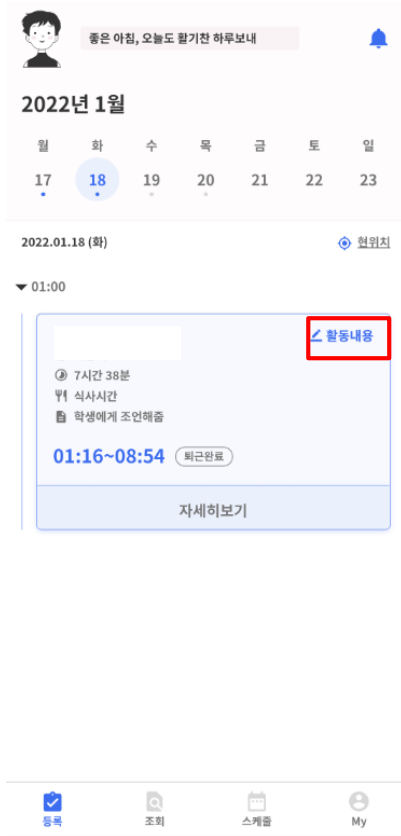 좋은 아침, 오늘도 활기찬 하루보내
2022년 1월
월 화 수 목 금 토 일
17 18 19 20 21 22 23
2022.01.18 (화) 현위치
01:00
활동내용
7시간 38분
식사시간
학생에게 조언해줌
01:16~08:54 퇴근완료
자세히보기
등록 조회 스케줄 My